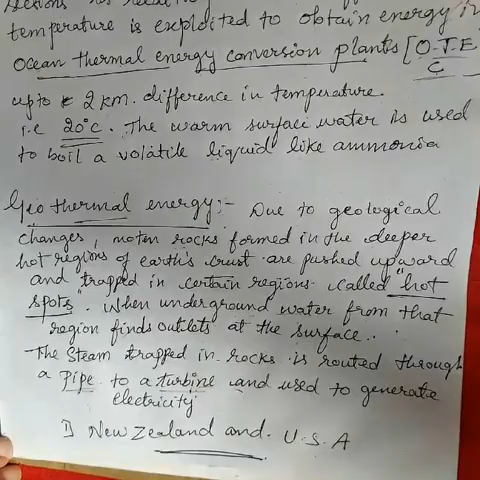 temperature is exploited to obtain energy in
Ocean thermal energy conversion plants [O-T-E
C
upto 2 km. difference in temperature.
i.e 20°c. The warm surface water is used
to boil a volatile liquid like ammonia
Geo thermal energy:- Due to geological
changes, moten rocks formed in the deeper
hot regions of earth's crust are pushed upward
and trapped in certain regions called "hot
spots". When underground water from that
region finds outlets at the surface..
The Steam trapped in rocks is routed through
a pipe to a turbine and used to generate
electricity
New Zealand and. U.S.A